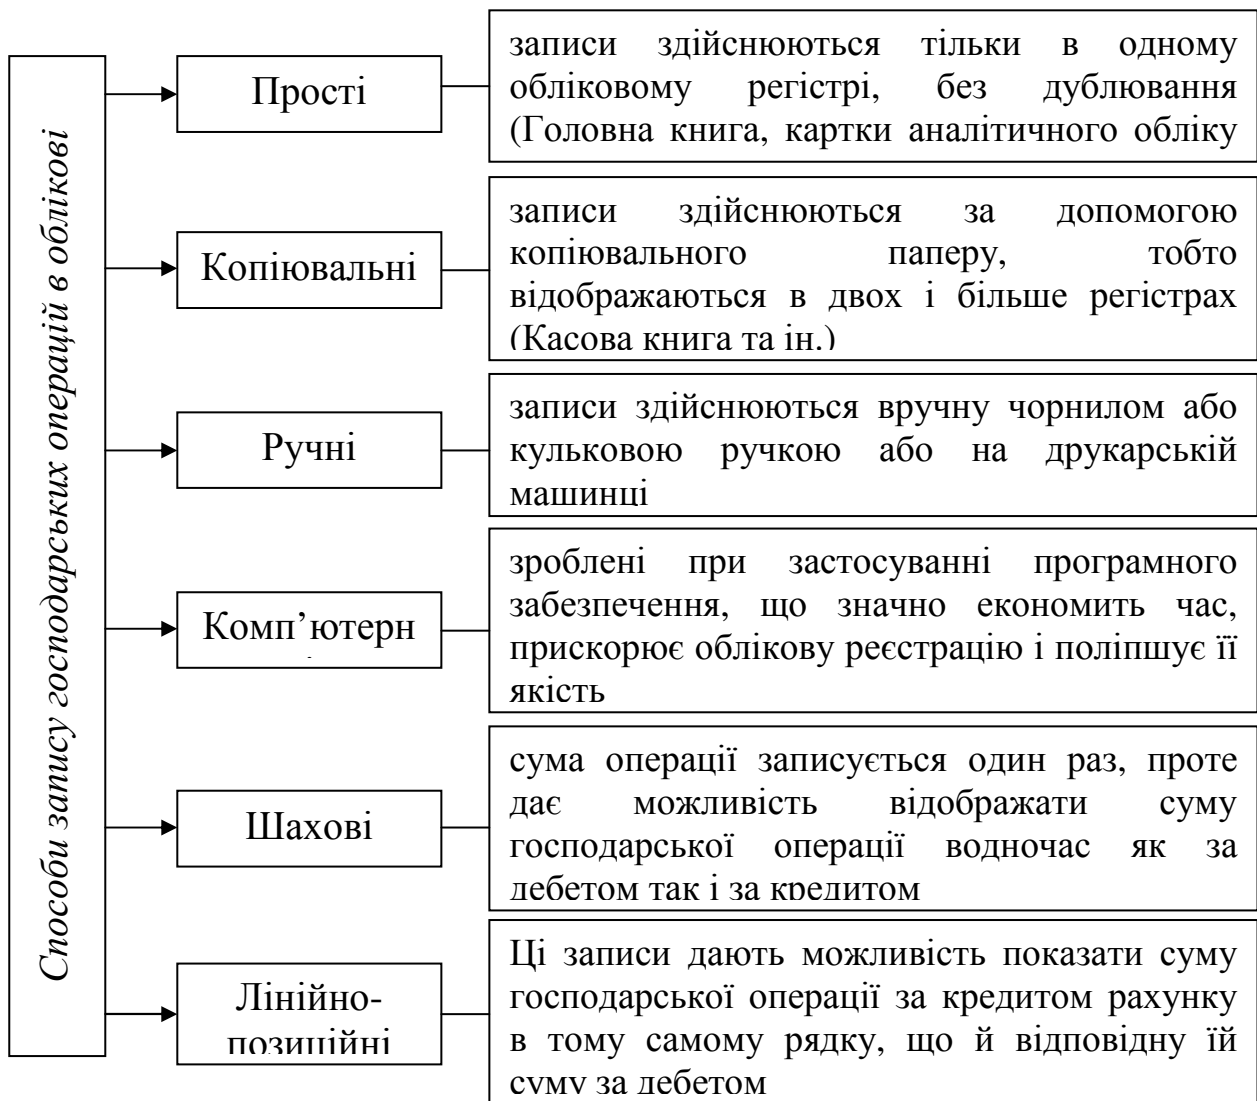 Способи запису господарських операцій в облікові
Прості
записи здійснюються тільки в одному
обліковому регістрі, без дублювання
(Головна книга, картки аналітичного обліку
Копіювальні
записи здійснюються за допомогою
копіювального паперу, тобто
відображаються в двох і більше регістрах
(Касова книга та ін.)
Ручні
записи здійснюються вручну чорнилом або
кульковою ручкою або на друкарській
машинці
Комп’ютерн
і
зроблені при застосуванні програмного
забезпечення, що значно економить час,
прискорює облікову реєстрацію і поліпшує її
якість
Шахові
сума операції записується один раз, проте
дає можливість відображати суму
господарської операції водночас як за
дебетом так і за кредитом
Лінійно-
позиційні
Ці записи дають можливість показати суму
господарської операції за кредитом рахунку
в тому самому рядку, що й відповідну їй
суму за дебетом